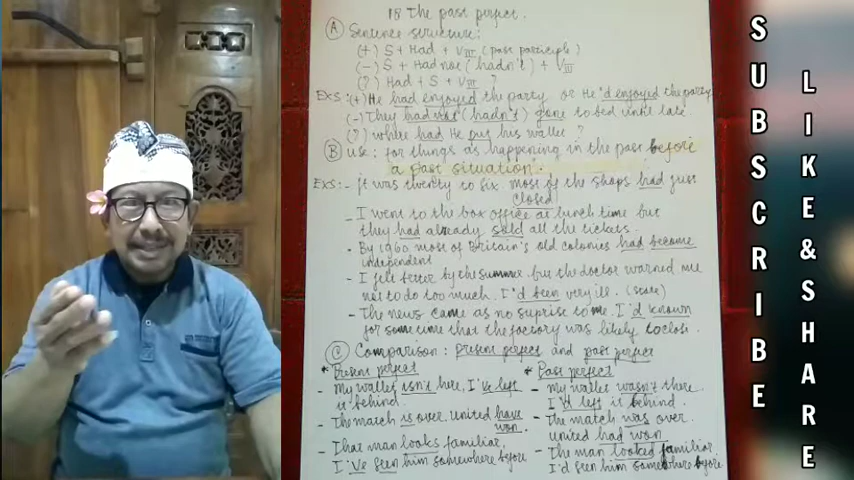 18 The past perfect.
(A) Sentence structure:
(+) S + Had + VIII (past participle)
(-) S + Had not (hadn't) + VIII
(?) Had + S + VIII ?
EXS: (+) He had enjoyed the party or He'd enjoyed the party
(-) They had not (hadn't) gone to bed until late.
(?) Where had He put his wallet ?
(B) Use: for things as happening in the past before
a past situation.
EXS: - It was twenty to six. most of the shops had just
closed
- I went to the box office at lunch time but
they had already sold all the tickets.
- By 1960 most of Britain's old colonies had become
independent
- I felt better by the summer but the doctor warned me
not to do too much. I'd been very ill. (state)
- The news came as no suprise to me. I'd known
for some time that the factory was likely to close.
(C) Comparison: present perfect and past perfect
* Present perfect
- My wallet isn't here, I've left
it behind.
- The match is over. united have
won.
- That man looks familiar,
I've seen him somewhere before
* Past perfect
- My wallet wasn't there.
I'd left it behind.
- The match was over.
united had won
- The man looked familiar.
I'd seen him somewhere before
SUBSCRIBE
LIKE & SHARE